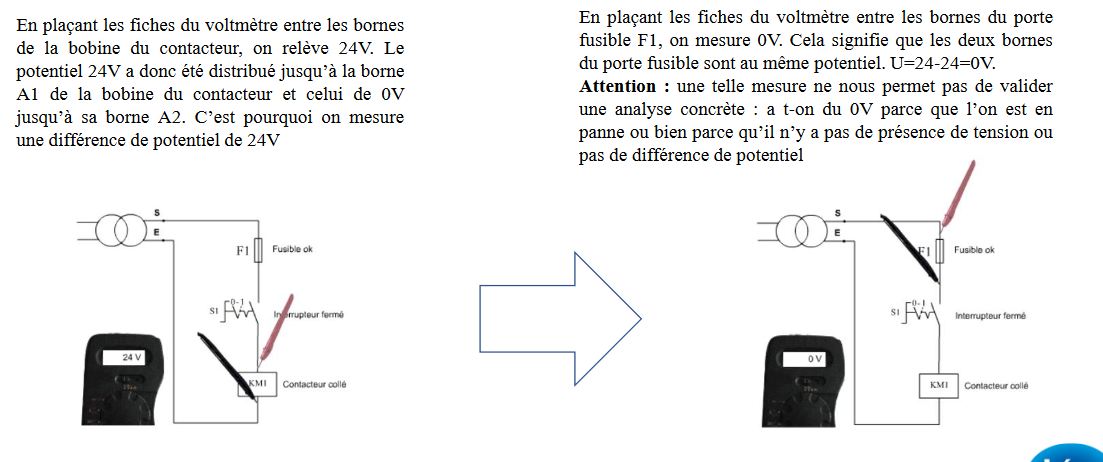 En plaçant les fiches du voltmètre entre les bornes
de la bobine du contacteur, on relève 24V. Le
potentiel 24V a donc été distribué jusqu’à la borne
A1 de la bobine du contacteur et celui de 0V
jusqu’à sa borne A2. C’est pourquoi on mesure
une différence de potentiel de 24V
En plaçant les fiches du voltmètre entre les bornes du porte
fusible F1, on mesure 0V. Cela signifie que les deux bornes
du porte fusible sont au même potentiel. U=24-24=0V.
Attention : une telle mesure ne nous permet pas de valider
une analyse concrète : a t-on du 0V parce que l’on est en
panne ou bien parce qu’il n’y a pas de présence de tension ou
pas de différence de potentiel
S
E
F1
Fusible ok
0-1
S1
Interrupteur fermé
24 V
KM1
Contacteur collé
S
E
F1
Fusible ok
0-1
S1
Interrupteur fermé
0 V
KM1
Contacteur collé